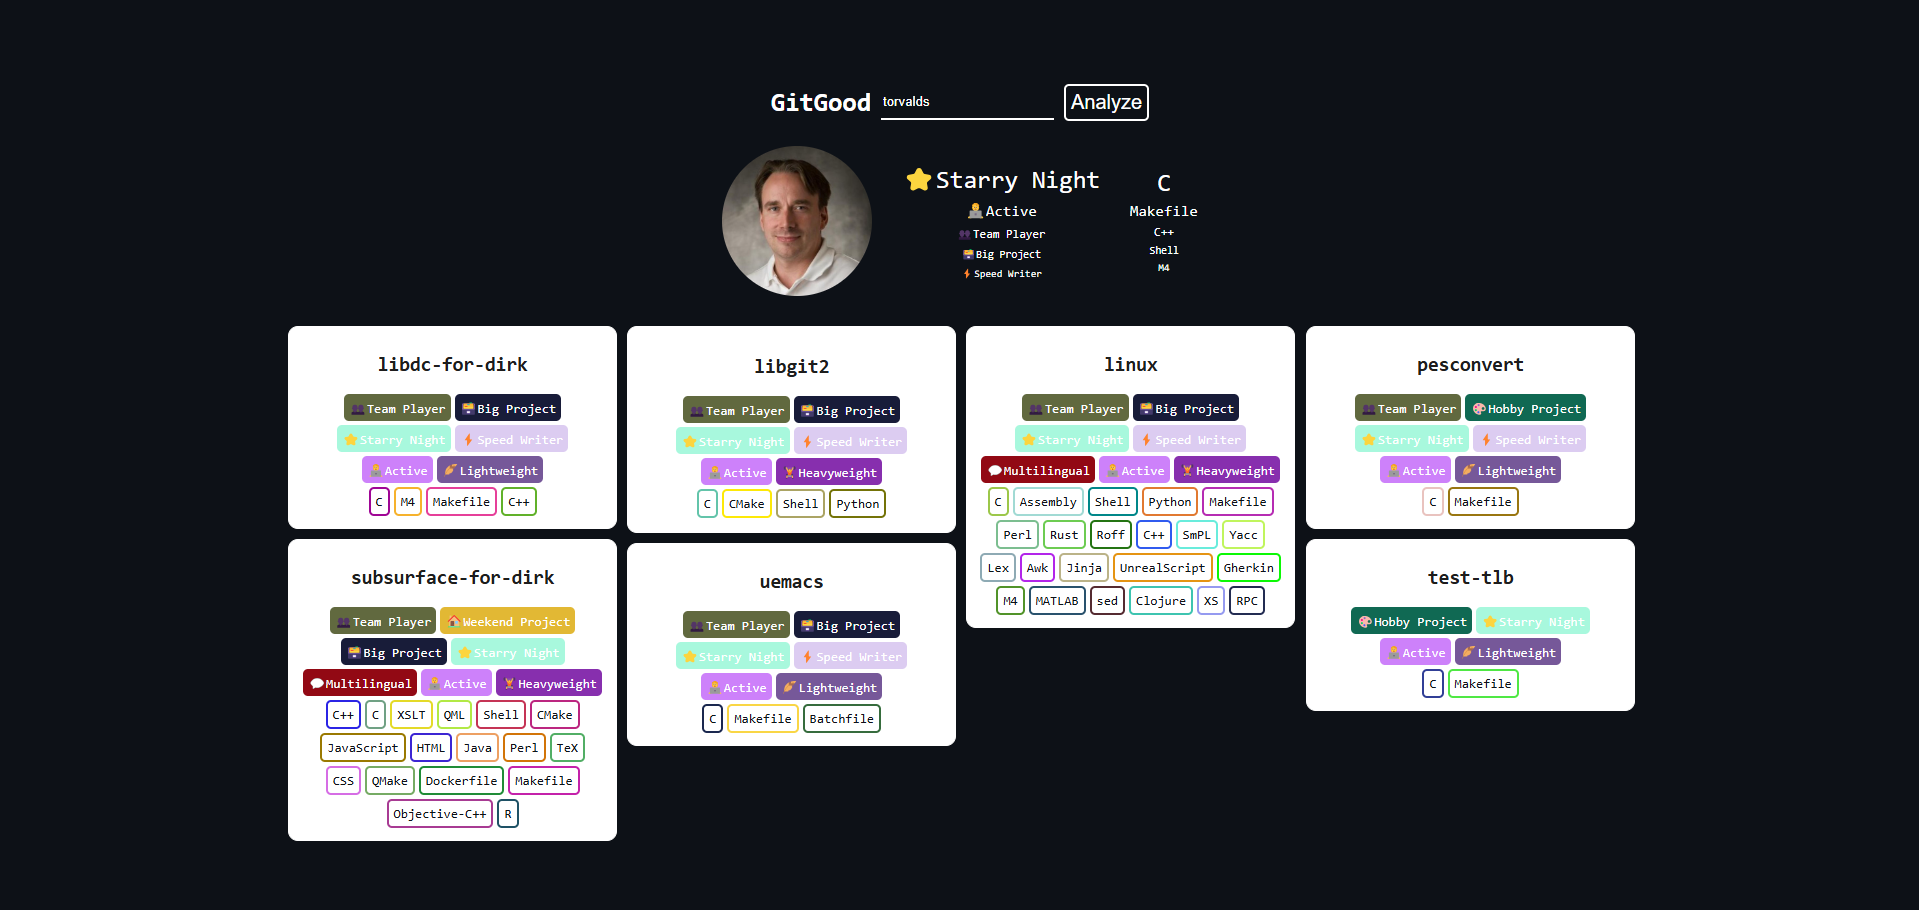 GitGood torvalds Analyze
Starry Night
Active
Team Player
Big Project
Speed Writer
C
Makefile
C++
Shell
M4
libdc-for-dirk
Team Player Big Project
Starry Night Speed Writer
Active Lightweight
C M4 Makefile C++
libgit2
Team Player Big Project
Starry Night Speed Writer
Active Heavyweight
C CMake Shell Python
linux
Team Player Big Project
Starry Night Speed Writer
Multilingual Active Heavyweight
C Assembly Shell Python Makefile
Perl Rust Roff C++ SmPL Yacc
Lex Awk Jinja UnrealScript Gherkin
M4 MATLAB sed Clojure XS RPC
pesconvert
Team Player Hobby Project
Starry Night Speed Writer
Active Lightweight
C Makefile
subsurface-for-dirk
Team Player Weekend Project
Big Project Starry Night
Multilingual Active Heavyweight
C++ C XSLT QML Shell CMake
JavaScript HTML Java Perl TeX
CSS QMake Dockerfile Makefile
Objective-C++ R
uemacs
Team Player Big Project
Starry Night Speed Writer
Active Lightweight
C Makefile Batchfile
test-tlb
Hobby Project Starry Night
Active Lightweight
C Makefile